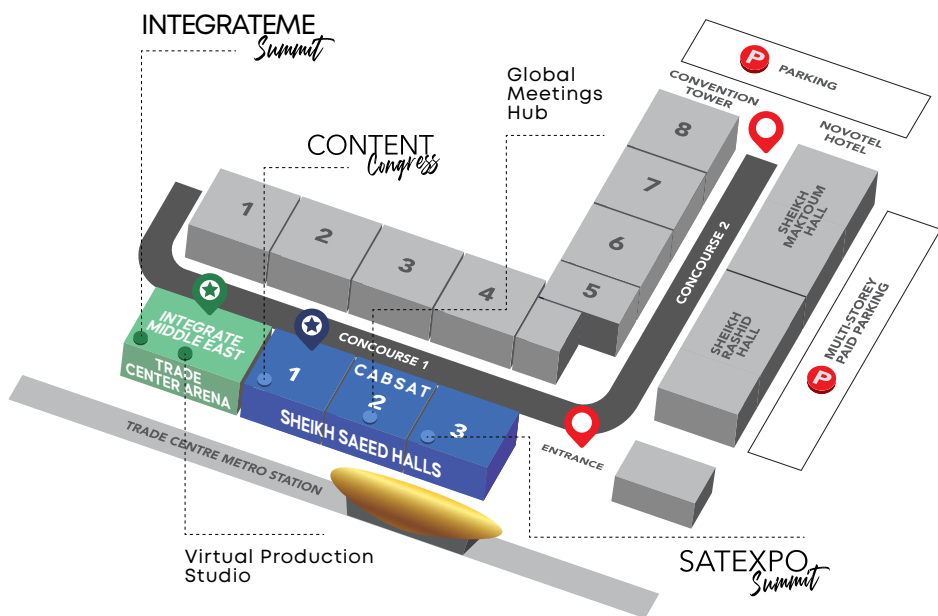 INTEGRATEME
Summit
CONTENT
Congress
Global
Meetings
Hub
P
PARKING
CONVENTION
TOWER
NOVOTEL
HOTEL
8
7
6
5
1
2
3
4
SHEIKH
MAKTOUM
HALL
SHEIKH
RASHID
HALL
CONCOURSE 2
CONCOURSE 1
MULTI-STOREY
PAID PARKING
P
INTEGRATE
MIDDLE EAST
TRADE
CENTER ARENA
1
CABSAT
2
3
SHEIKH SAEED HALLS
ENTRANCE
TRADE CENTRE METRO STATION
Virtual Production
Studio
SATEXPO
Summit